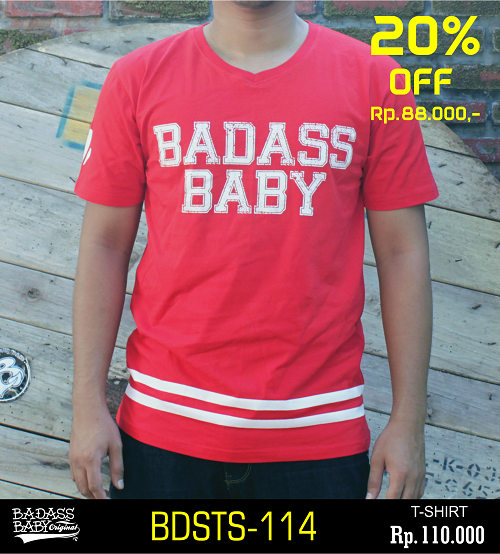 20%
OFF
Rp.88.000,-
BADASS
BABY
BADASS
BABY Original
BDSTS-114
T-SHIRT
Rp.110.000